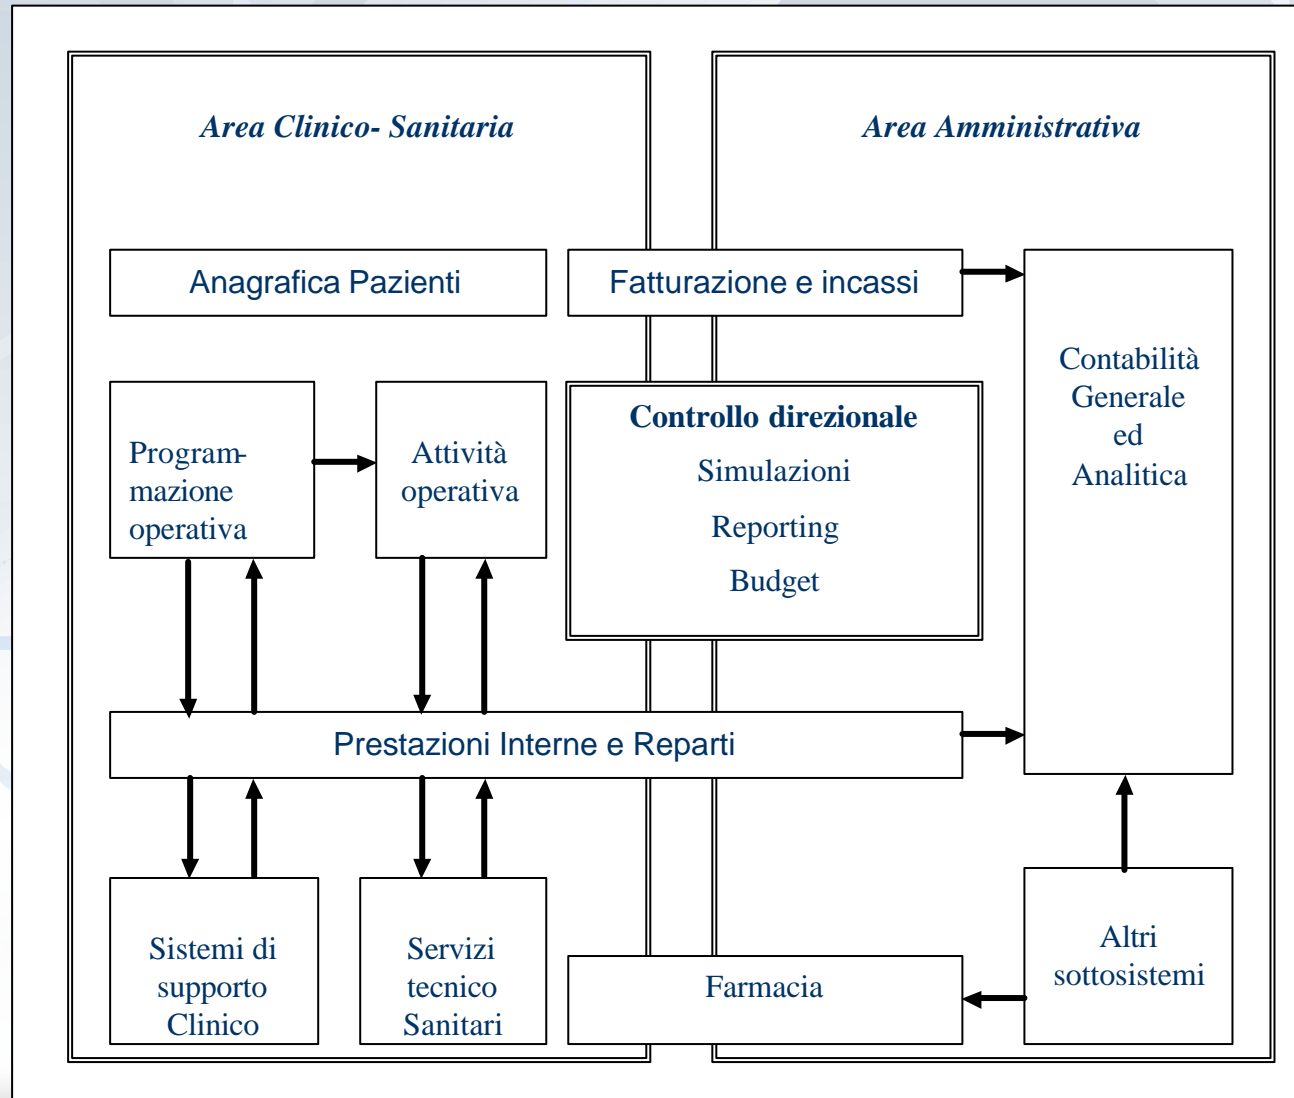 Area Clinico- Sanitaria
Area Amministrativa
Anagrafica Pazienti
Fatturazione e incassi
Program-
mazione
operativa
Attività
operativa
Controllo direzionale
Simulazioni
Reporting
Budget
Contabilità
Generale
ed
Analitica
Prestazioni Interne e Reparti
Sistemi di
supporto
Clinico
Servizi
tecnico
Sanitari
Farmacia
Altri
sottosistemi